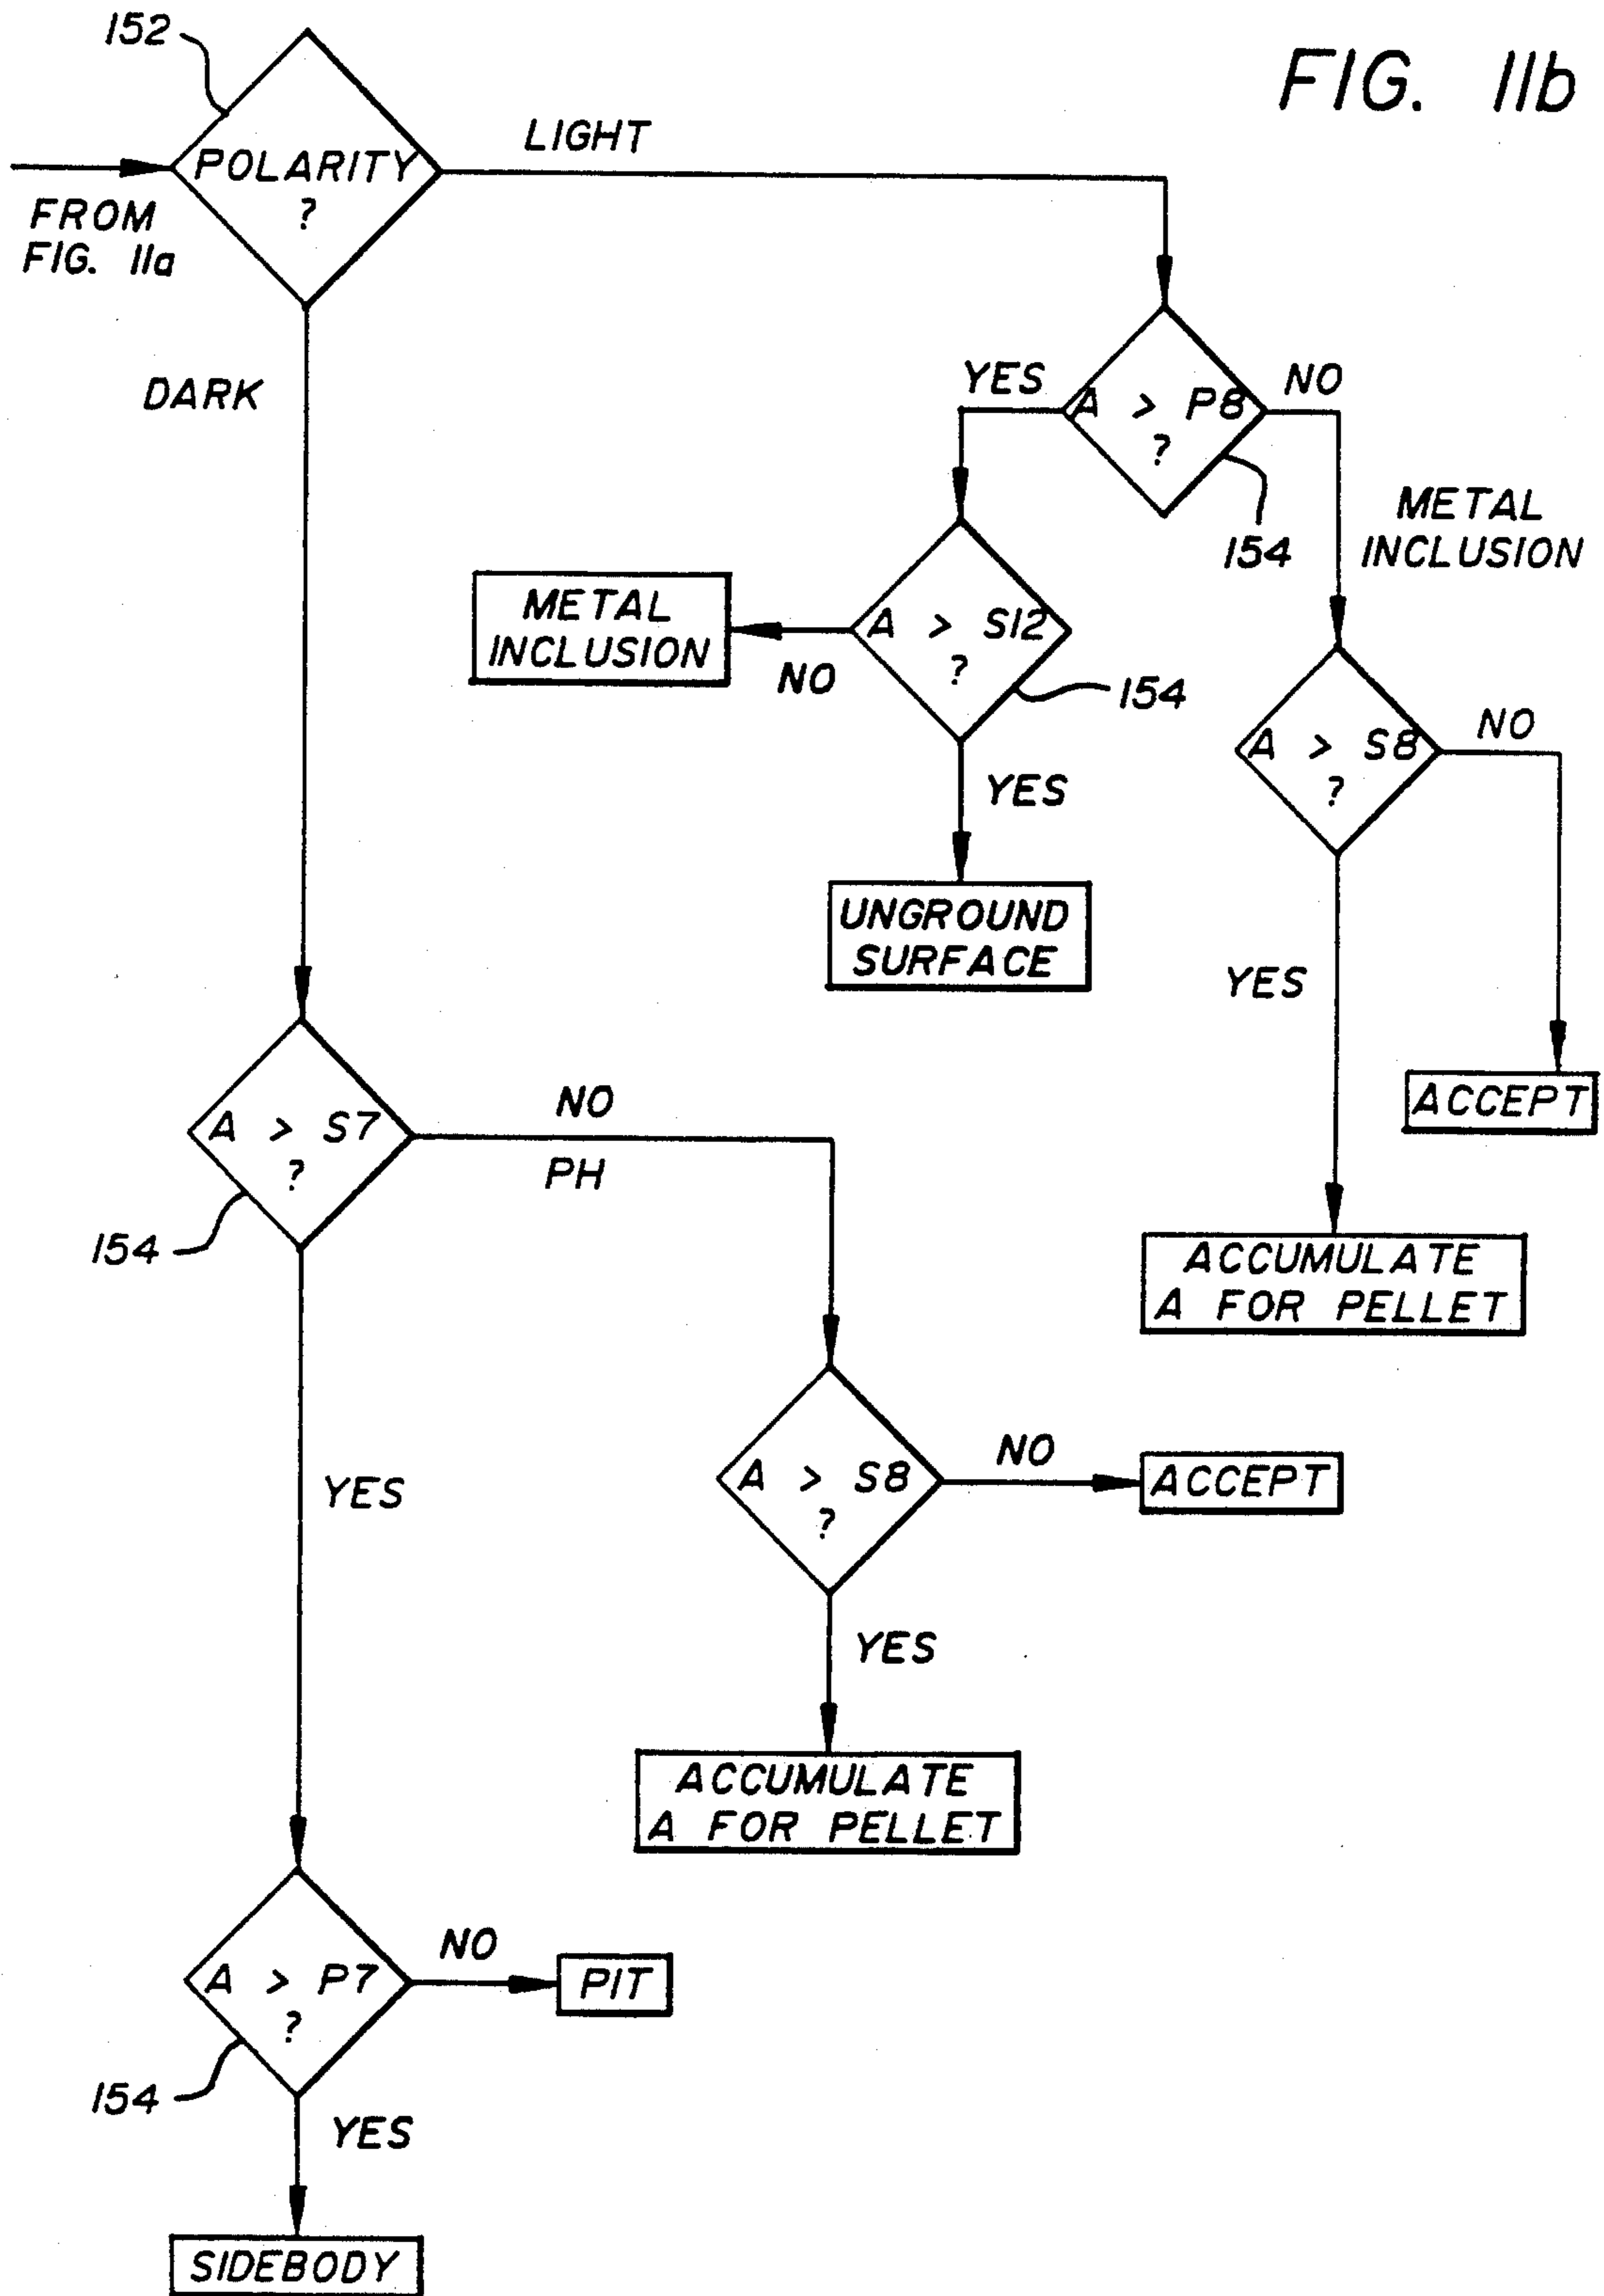 FIG. 11b
152
POLARITY
?
LIGHT
FROM
FIG. 11a
DARK
YES
A > P8
?
NO
154
METAL
INCLUSION
METAL
INCLUSION
NO
A > S12
?
154
YES
UNGROUND
SURFACE
A > S8
?
NO
YES
ACCEPT
ACCUMULATE
A FOR PELLET
A > S7
?
154
NO
PH
YES
A > S8
?
NO
ACCEPT
YES
ACCUMULATE
A FOR PELLET
A > P7
?
154
NO
PIT
YES
SIDEBODY